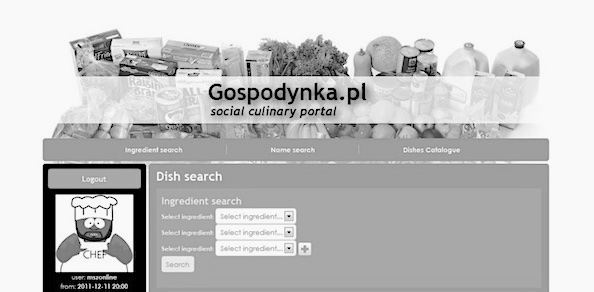 Gospodynka.pl
social culinary portal
Ingredient search
Name search
Dishes Catalogue
Logout
CHEF
user: mszonline
from: 2011-12-11 20:00
Dish search
Ingredient search
Select ingredient: Select ingredient...
Select ingredient: Select ingredient...
Select ingredient: Select ingredient...
Search